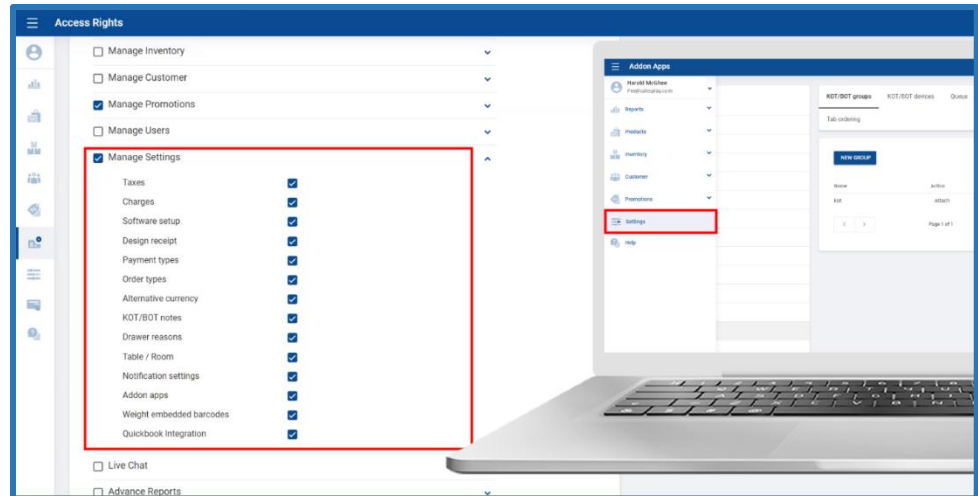 Access Rights
Manage Inventory
Manage Customer
Manage Promotions
Manage Users
Manage Settings
Taxes
Charges
Software setup
Design receipt
Payment types
Order types
Alternative currency
KOT/BOT notes
Drawer reasons
Table / Room
Notification settings
Addon apps
Weight embedded barcodes
Quickbook Integration
Live Chat
Advance Reports
Addon Apps
Harold McGhee
Reports
Products
Inventory
Customer
Promotions
Settings
Help
KOT/BOT groups KOT/BOT devices Queue
Tab ordering
NEW GROUP
Name action
kot attach
Page 1 of 1